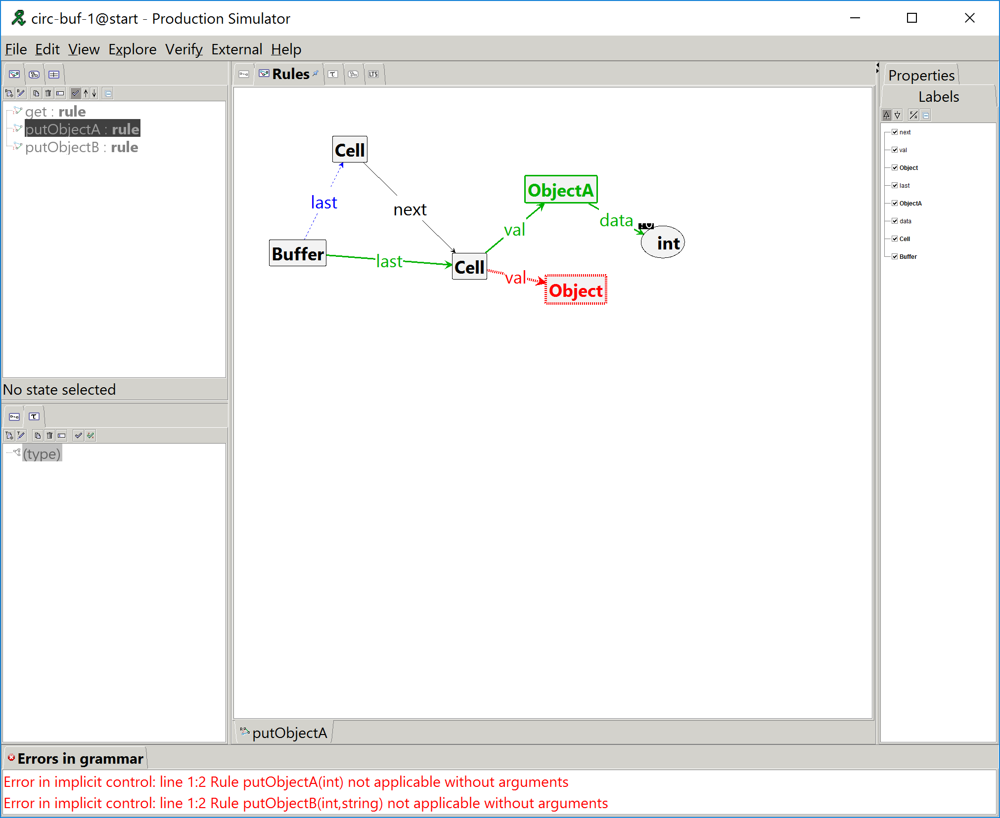 circ-buf-1@start - Production Simulator
File Edit View Explore Verify External Help
Rules
Properties
Labels
get : rule
putObjectA : rule
putObjectB : rule
No state selected
(type)
LTS
Cell
last
next
Buffer
last
Cell
val
ObjectA
data
int
val
Object
putObjectA
next
val
Object
last
ObjectA
data
Cell
Buffer
Errors in grammar
Error in implicit control: line 1:2 Rule putObjectA(int) not applicable without arguments
Error in implicit control: line 1:2 Rule putObjectB(int,string) not applicable without arguments